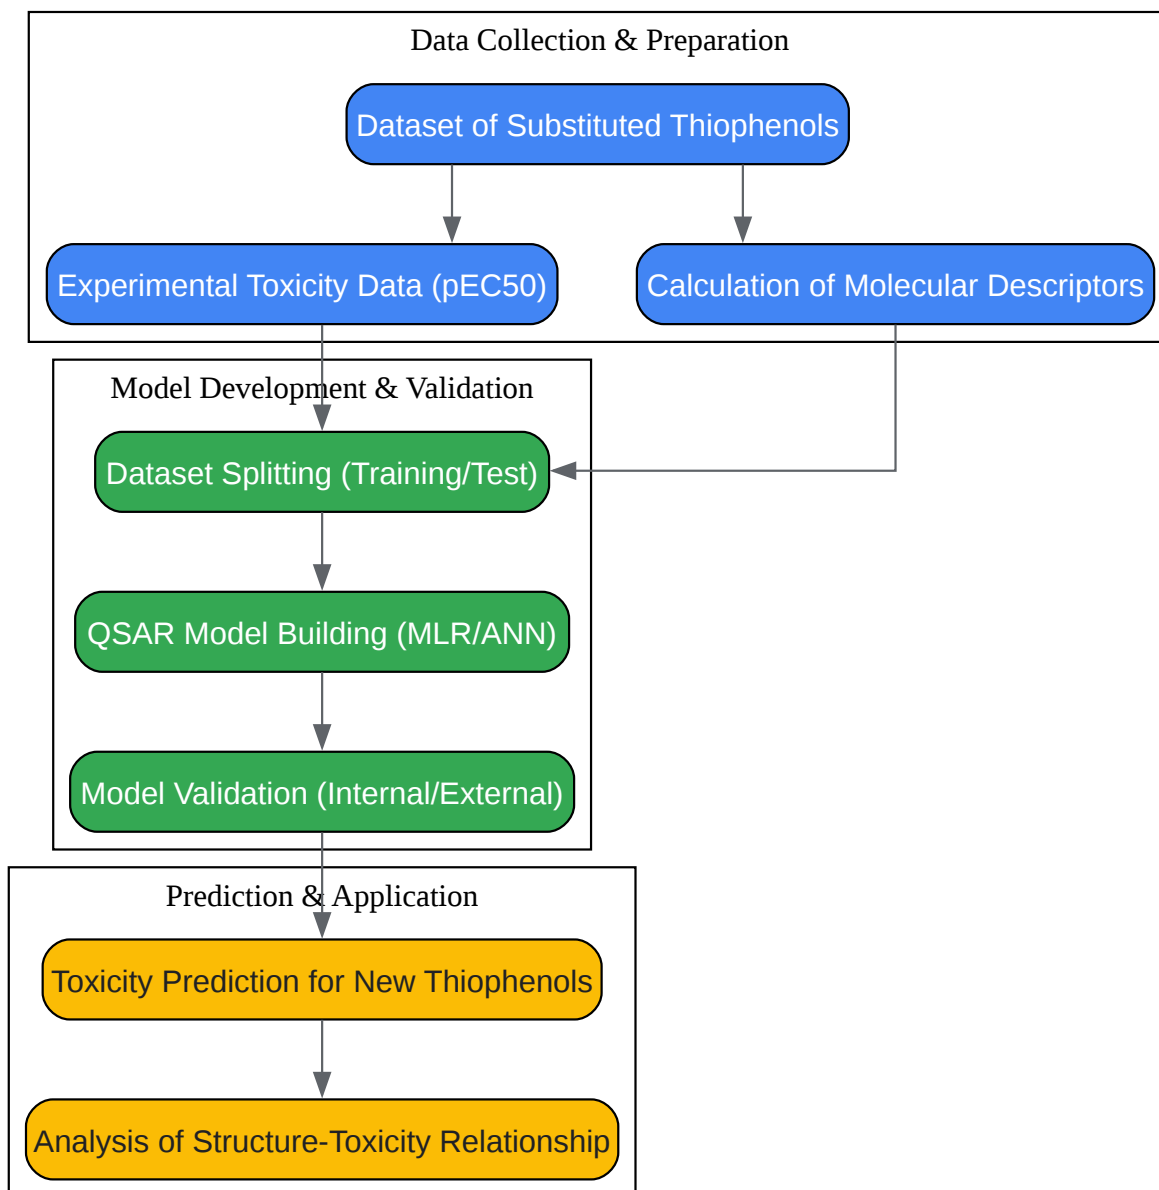 Data Collection & Preparation
Dataset of Substituted Thiophenols
Experimental Toxicity Data (pEC50)
Calculation of Molecular Descriptors
Model Development & Validation
Dataset Splitting (Training/Test)
QSAR Model Building (MLR/ANN)
Model Validation (Internal/External)
Prediction & Application
Toxicity Prediction for New Thiophenols
Analysis of Structure-Toxicity Relationship